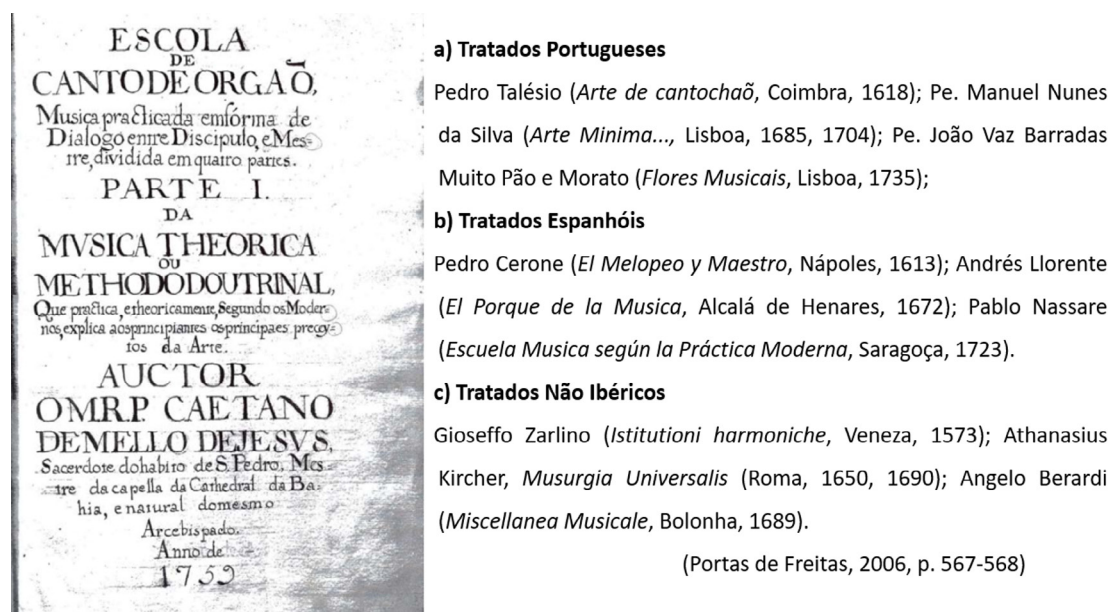 ESCOLA
DE
CANTO DE ORGAÕ,
Musica practicada em fórma de
Dialogo entre Discipulo, e Mes=
tre, dividida em quatro partes.
PARTE I.
DA
MVSICA THEORICA
OU
METHODO DOUTRINAL,
Que practica, e theoricamente, Segundo os Moder=
nos, explica aos principiantes os principaes precey=
tos da Arte.
AUCTOR
O M.R.P. CAETANO
DE MELLO DE JESVS,
Sacerdote do habito de S. Pedro, Mes=
tre da capella da Cathedral da Ba=
hia, e natural do mesmo
Arcebispado.
Anno de
1759
a) Tratados Portugueses
Pedro Talésio (Arte de cantochaõ, Coimbra, 1618); Pe. Manuel Nunes
da Silva (Arte Minima..., Lisboa, 1685, 1704); Pe. João Vaz Barradas
Muito Pão e Morato (Flores Musicais, Lisboa, 1735);
b) Tratados Espanhóis
Pedro Cerone (El Melopeo y Maestro, Nápoles, 1613); Andrés Llorente
(El Porque de la Musica, Alcalá de Henares, 1672); Pablo Nassare
(Escuela Musica según la Práctica Moderna, Saragoça, 1723).
c) Tratados Não Ibéricos
Gioseffo Zarlino (Istitutioni harmoniche, Veneza, 1573); Athanasius
Kircher, Musurgia Universalis (Roma, 1650, 1690); Angelo Berardi
(Miscellanea Musicale, Bolonha, 1689).
(Portas de Freitas, 2006, p. 567-568)